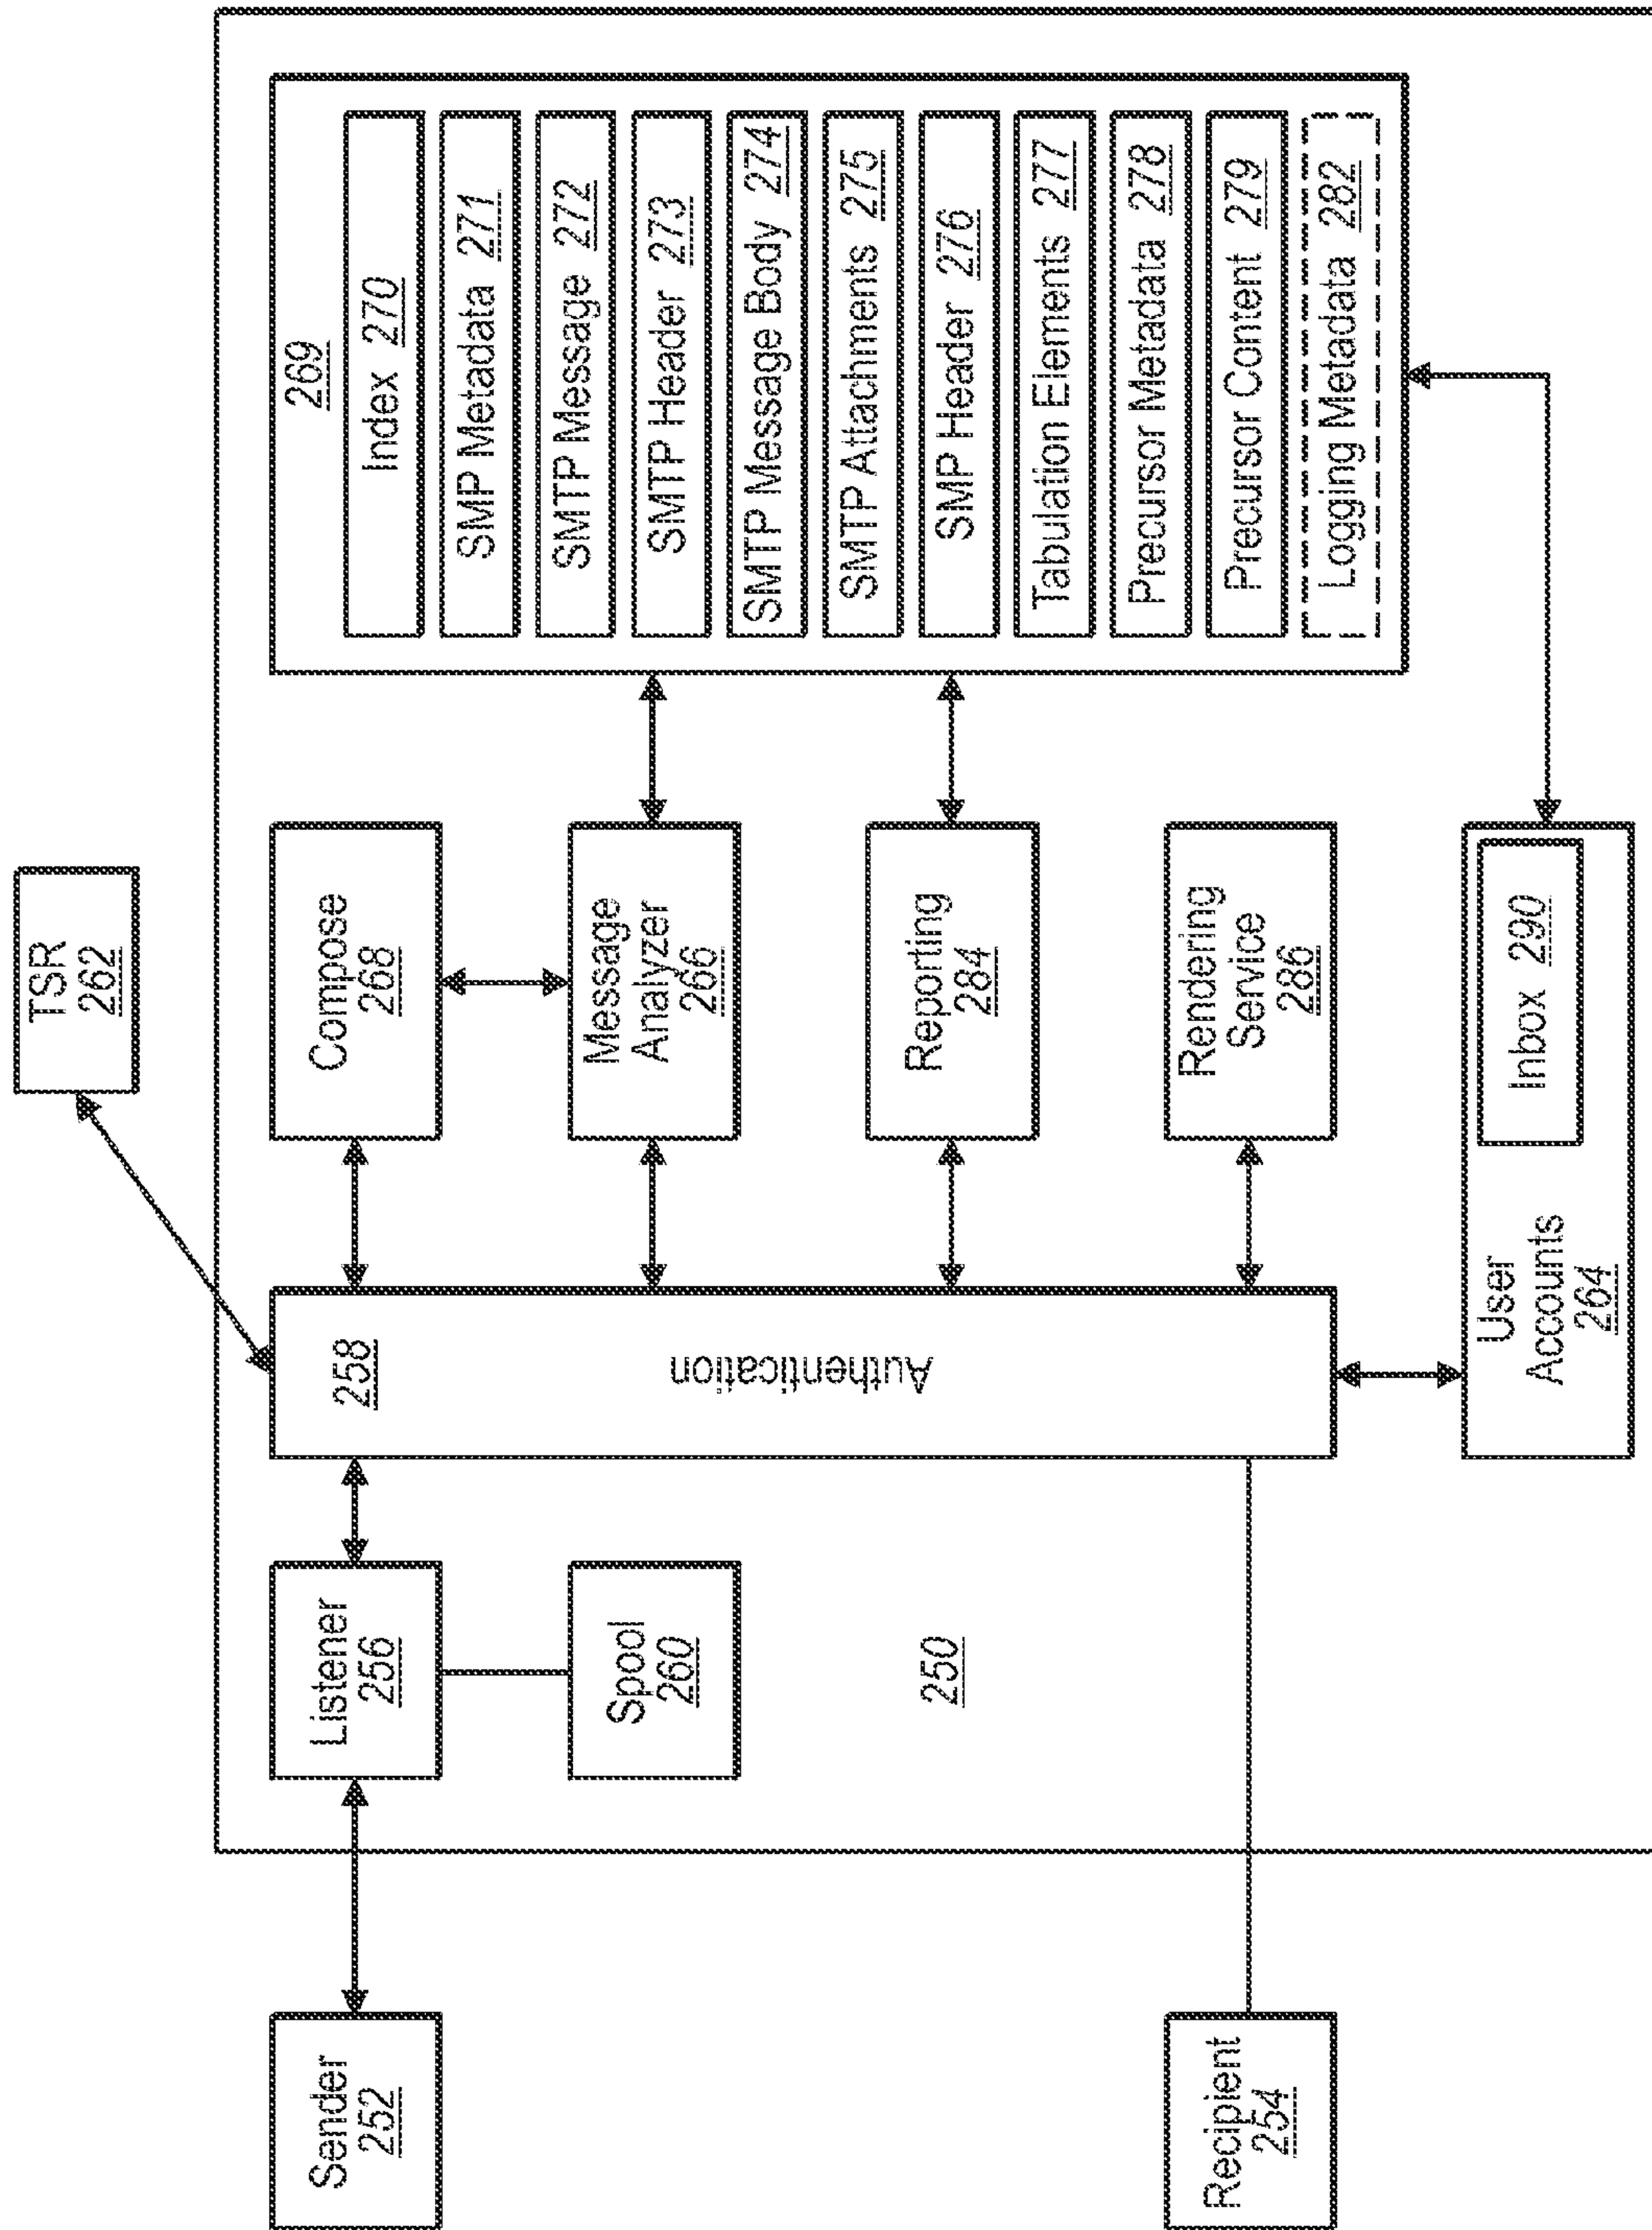 TSR
262
Sender
252
Recipient
254
Listener
256
Spool
260
250
258
Authentication
Compose
268
Message
Analyzer
266
Reporting
284
Rendering
Service
286
User
Accounts
264
Inbox 290
269
Index 270
SMP Metadata 271
SMTP Message 272
SMTP Header 273
SMTP Message Body 274
SMTP Attachments 275
SMP Header 276
Tabulation Elements 277
Precursor Metadata 278
Precursor Content 279
Logging Metadata 282